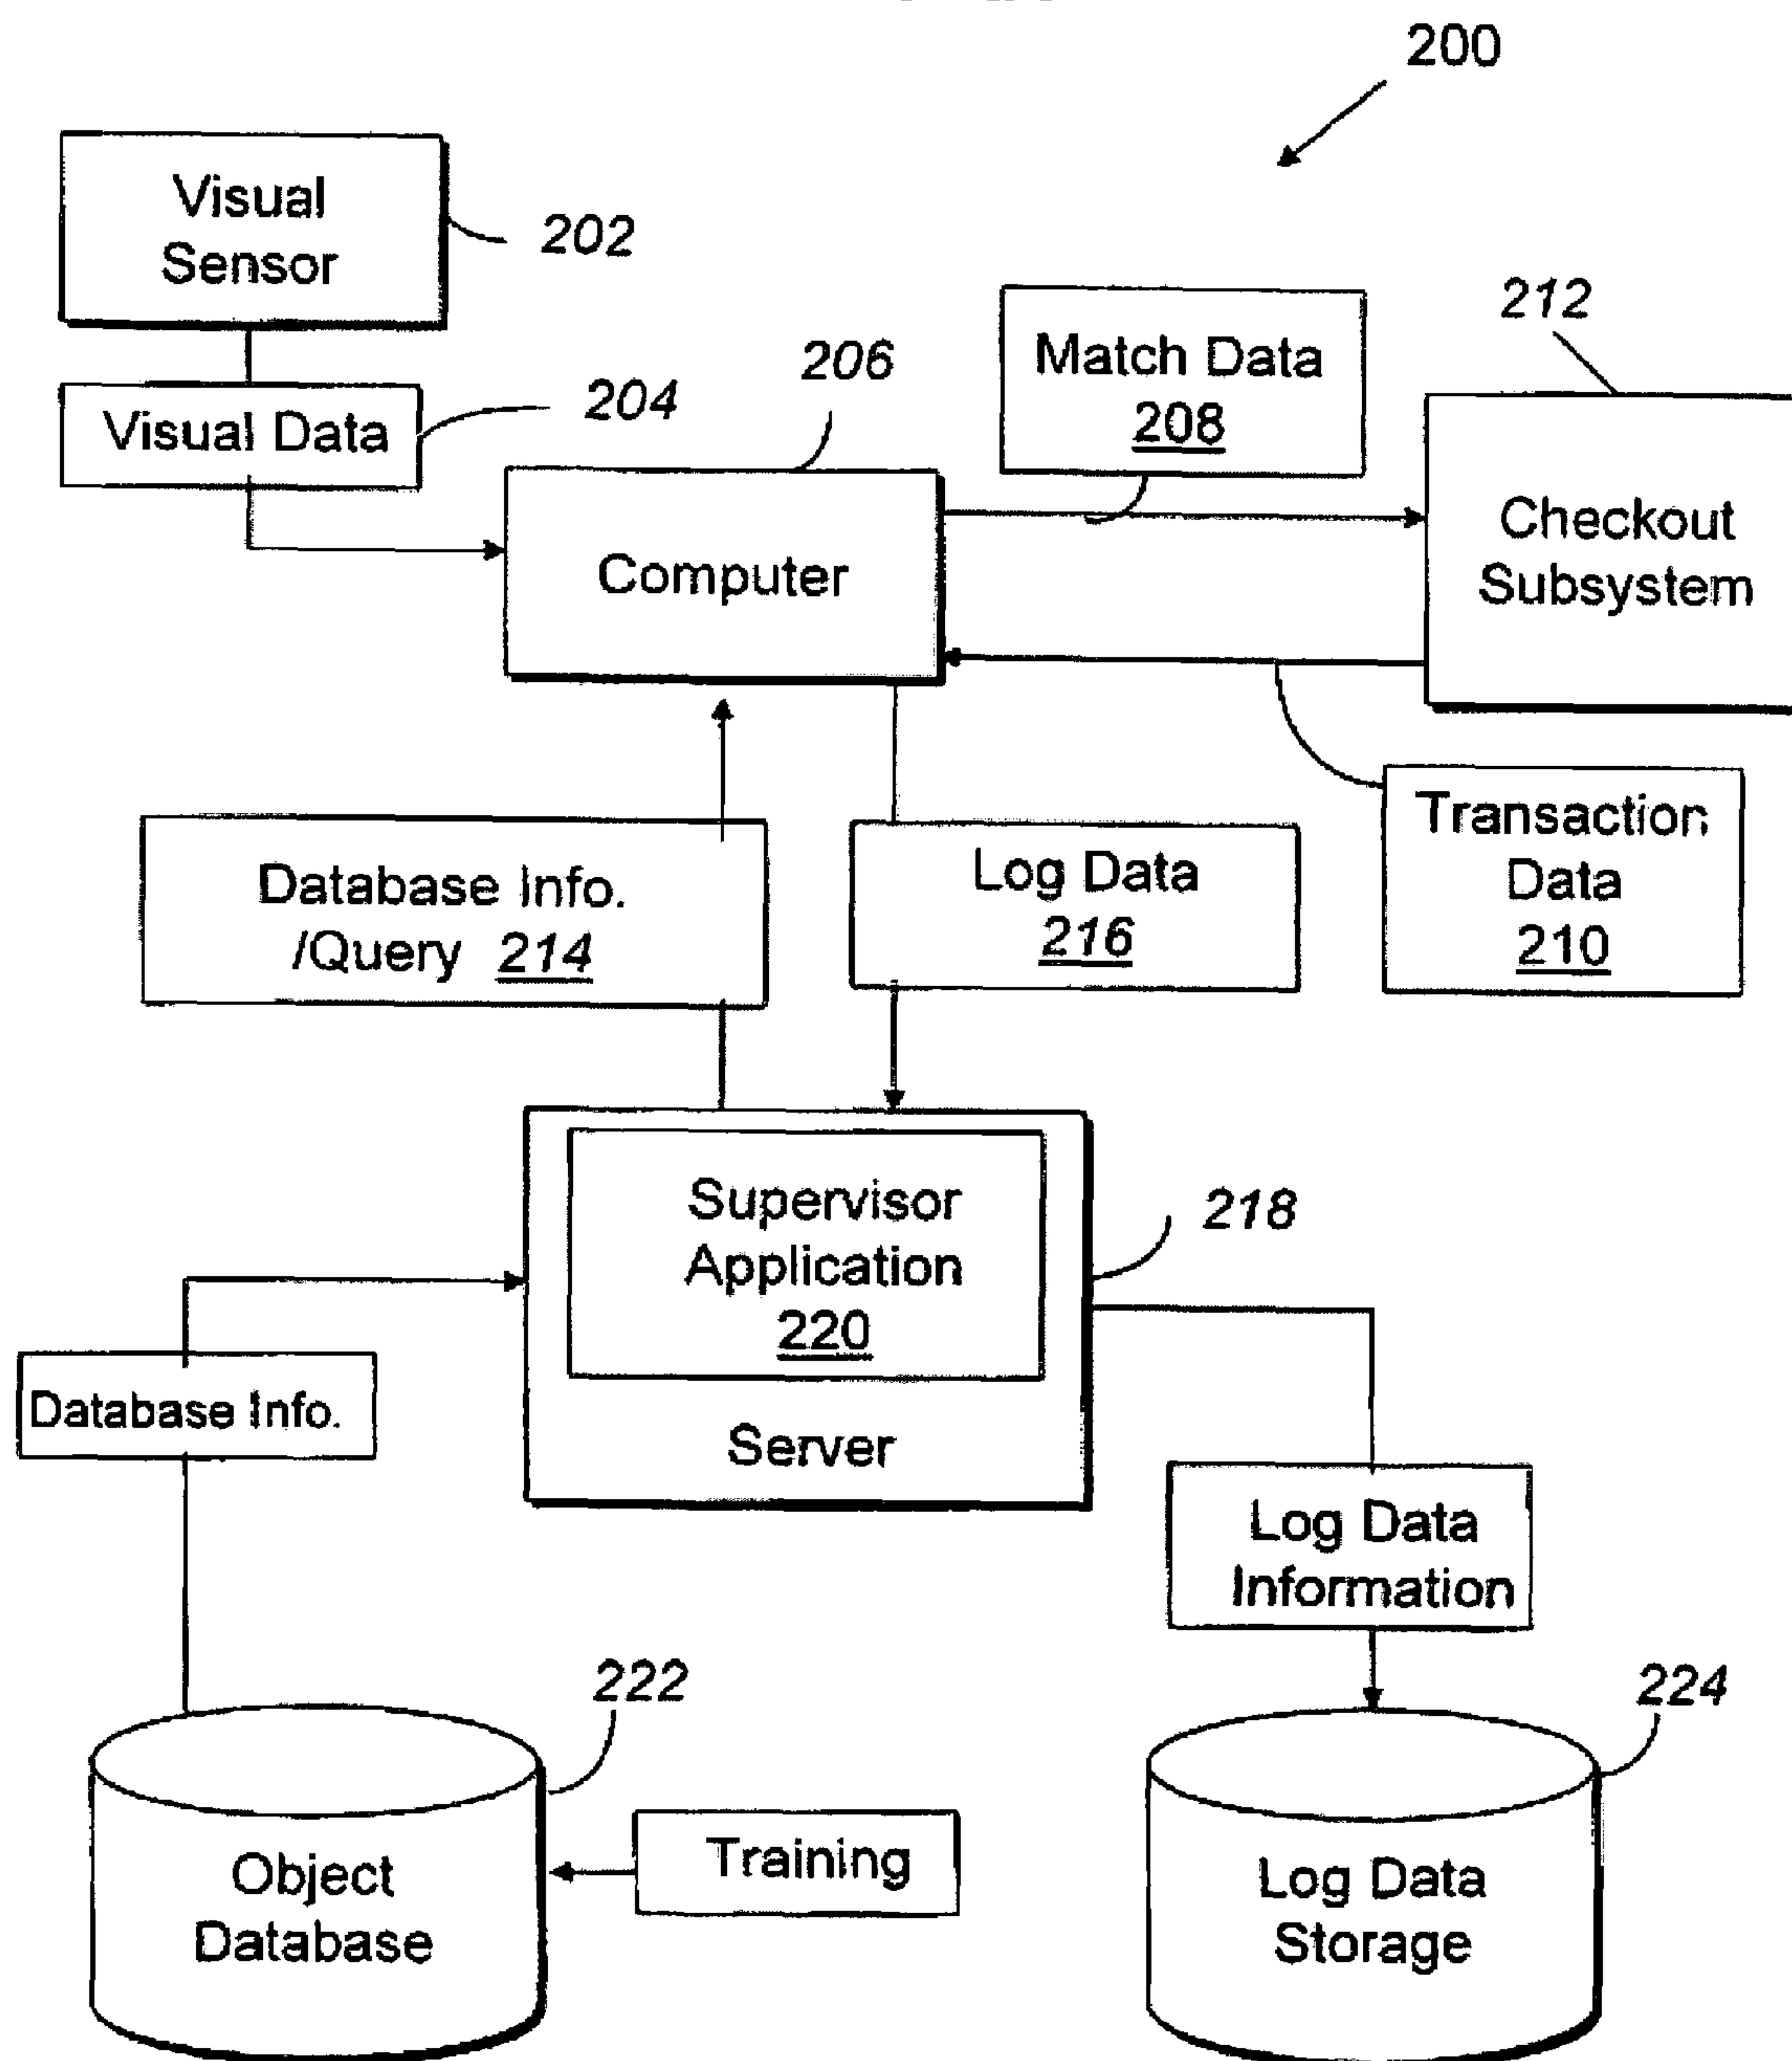 200
Visual
Sensor
202
Visual Data
204
206
Match Data
208
212
Computer
Checkout
Subsystem
Database Info.
/Query 214
Log Data
216
Transaction
Data
210
Supervisor
Application
220
218
Database Info.
Server
Log Data
Information
222
224
Object
Database
Training
Log Data
Storage